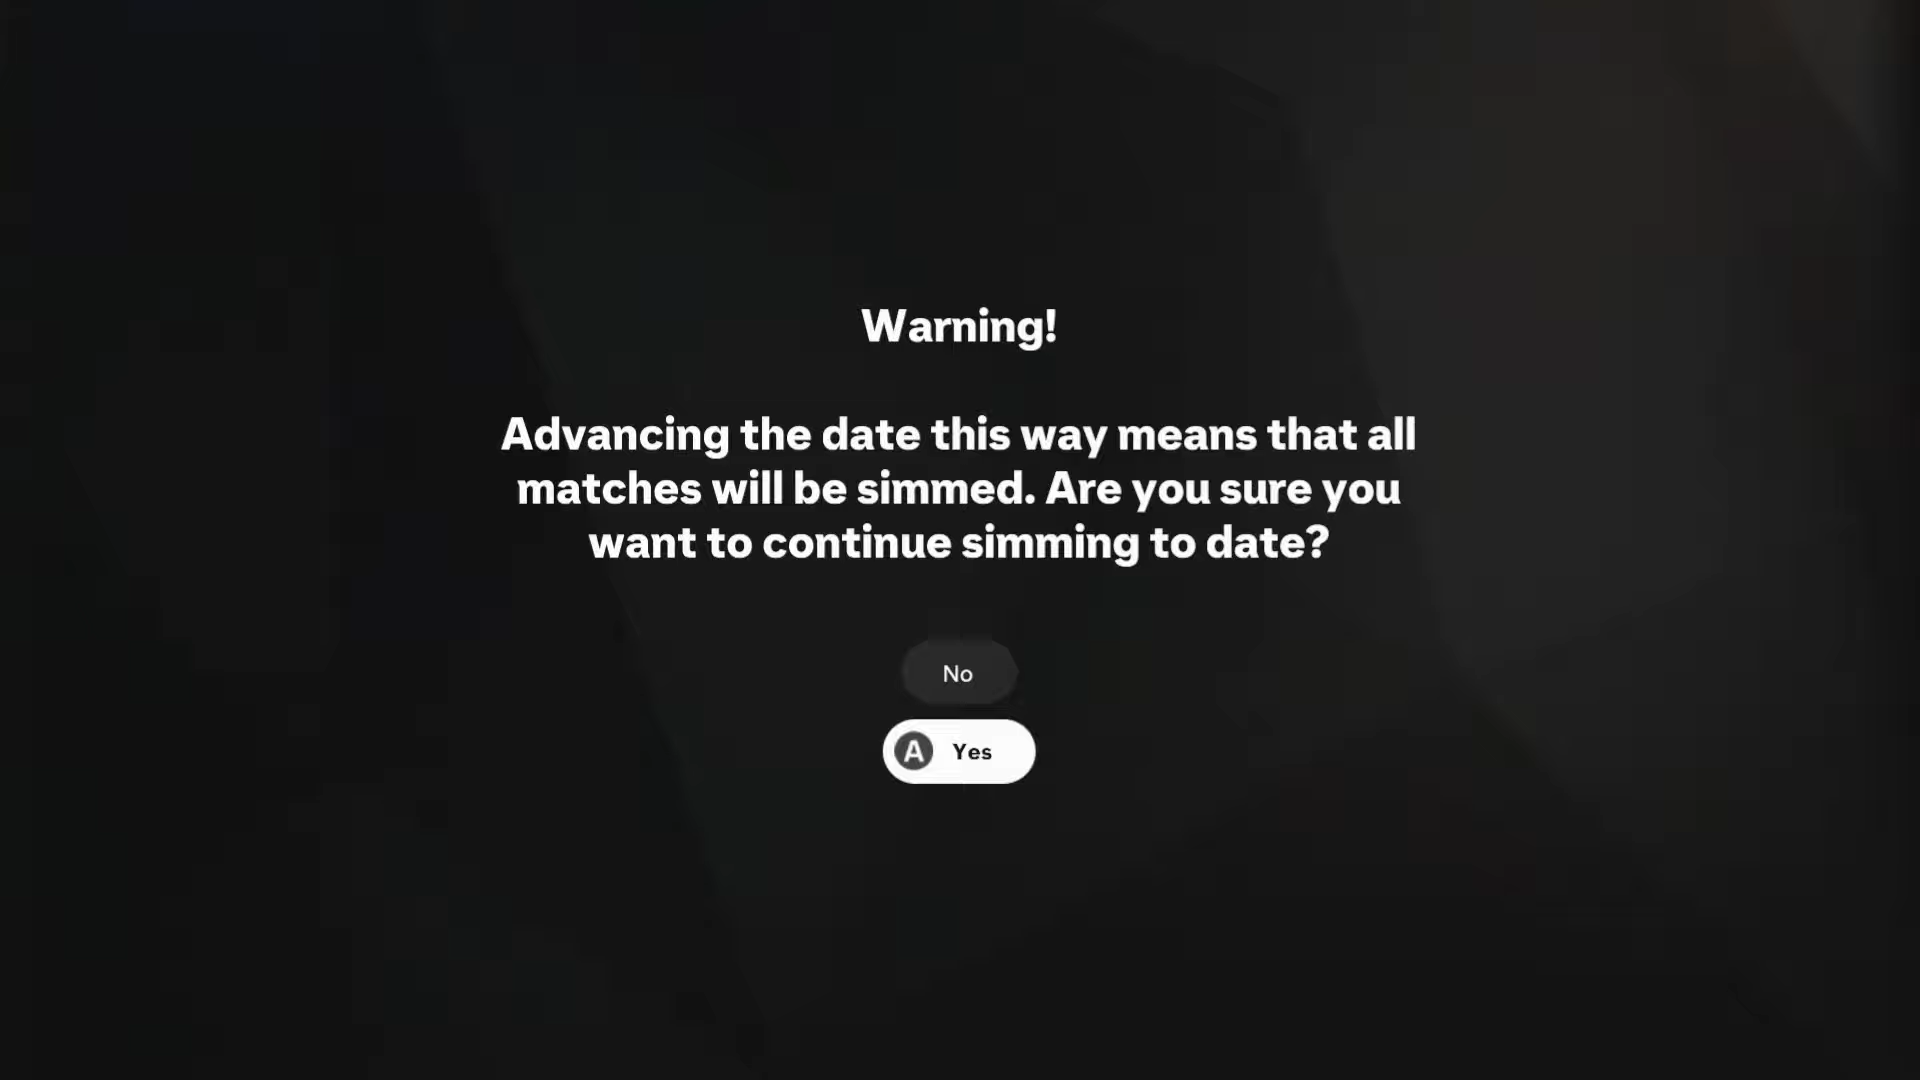 Warning!
Advancing the date this way means that all
matches will be simmed. Are you sure you
want to continue simming to date?
No
A Yes